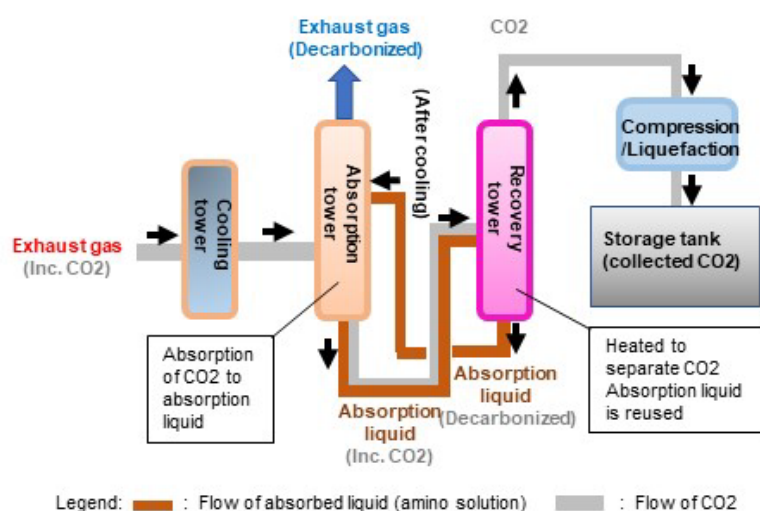 Exhaust gas
(Decarbonized)
CO2
(After cooling)
Compression
/Liquefaction
Cooling
tower
Absorption
tower
Recovery
tower
Exhaust gas
(Inc. CO2)
Storage tank
(collected CO2)
Absorption
of CO2 to
absorption
liquid
Heated to
separate CO2
Absorption liquid
is reused
Absorption
liquid
(Decarbonized)
Absorption
liquid
(Inc. CO2)
Legend: : Flow of absorbed liquid (amino solution) : Flow of CO2